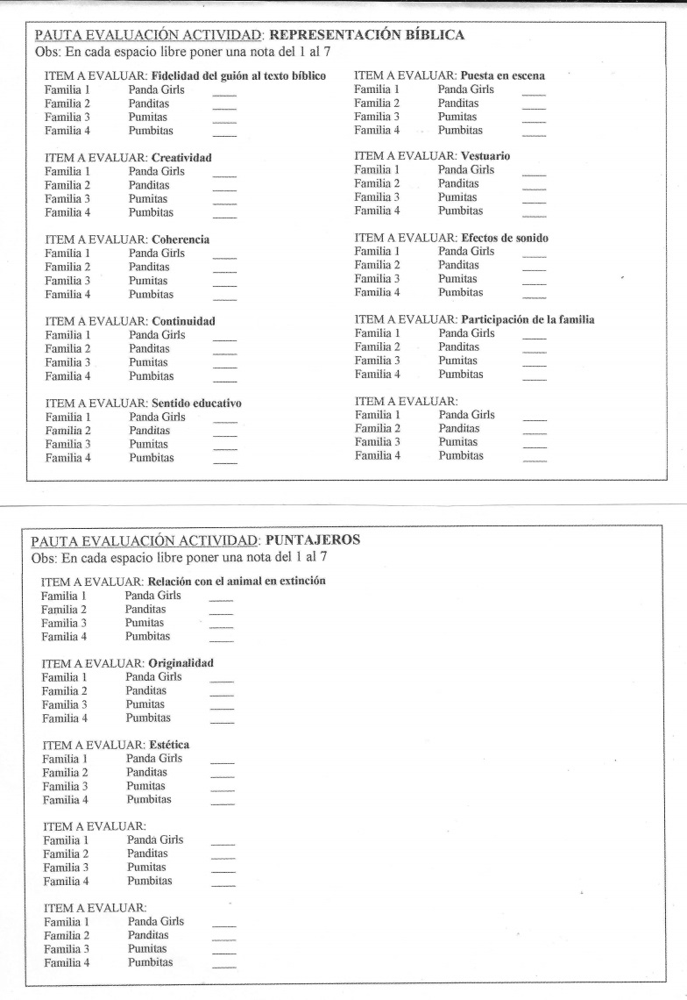 PAUTA EVALUACIÓN ACTIVIDAD: REPRESENTACIÓN BÍBLICA
Obs: En cada espacio libre poner una nota del 1 al 7
ITEM A EVALUAR: Fidelidad del guión al texto bíblico
Familia 1 Panda Girls ____
Familia 2 Panditas ____
Familia 3 Pumitas ____
Familia 4 Pumbitas ____
ITEM A EVALUAR: Creatividad
Familia 1 Panda Girls ____
Familia 2 Panditas ____
Familia 3 Pumitas ____
Familia 4 Pumbitas ____
ITEM A EVALUAR: Coherencia
Familia 1 Panda Girls ____
Familia 2 Panditas ____
Familia 3 Pumitas ____
Familia 4 Pumbitas ____
ITEM A EVALUAR: Continuidad
Familia 1 Panda Girls ____
Familia 2 Panditas ____
Familia 3 Pumitas ____
Familia 4 Pumbitas ____
ITEM A EVALUAR: Sentido educativo
Familia 1 Panda Girls ____
Familia 2 Panditas ____
Familia 3 Pumitas ____
Familia 4 Pumbitas ____
ITEM A EVALUAR: Puesta en escena
Familia 1 Panda Girls ____
Familia 2 Panditas ____
Familia 3 Pumitas ____
Familia 4 Pumbitas ____
ITEM A EVALUAR: Vestuario
Familia 1 Panda Girls ____
Familia 2 Panditas ____
Familia 3 Pumitas ____
Familia 4 Pumbitas ____
ITEM A EVALUAR: Efectos de sonido
Familia 1 Panda Girls ____
Familia 2 Panditas ____
Familia 3 Pumitas ____
Familia 4 Pumbitas ____
ITEM A EVALUAR: Participación de la familia
Familia 1 Panda Girls ____
Familia 2 Panditas ____
Familia 3 Pumitas ____
Familia 4 Pumbitas ____
ITEM A EVALUAR:
Familia 1 Panda Girls ____
Familia 2 Panditas ____
Familia 3 Pumitas ____
Familia 4 Pumbitas ____
PAUTA EVALUACIÓN ACTIVIDAD: PUNTAJEROS
Obs: En cada espacio libre poner una nota del 1 al 7
ITEM A EVALUAR: Relación con el animal en extinción
Familia 1 Panda Girls ____
Familia 2 Panditas ____
Familia 3 Pumitas ____
Familia 4 Pumbitas ____
ITEM A EVALUAR: Originalidad
Familia 1 Panda Girls ____
Familia 2 Panditas ____
Familia 3 Pumitas ____
Familia 4 Pumbitas ____
ITEM A EVALUAR: Estética
Familia 1 Panda Girls ____
Familia 2 Panditas ____
Familia 3 Pumitas ____
Familia 4 Pumbitas ____
ITEM A EVALUAR:
Familia 1 Panda Girls ____
Familia 2 Panditas ____
Familia 3 Pumitas ____
Familia 4 Pumbitas ____
ITEM A EVALUAR:
Familia 1 Panda Girls ____
Familia 2 Panditas ____
Familia 3 Pumitas ____
Familia 4 Pumbitas ____